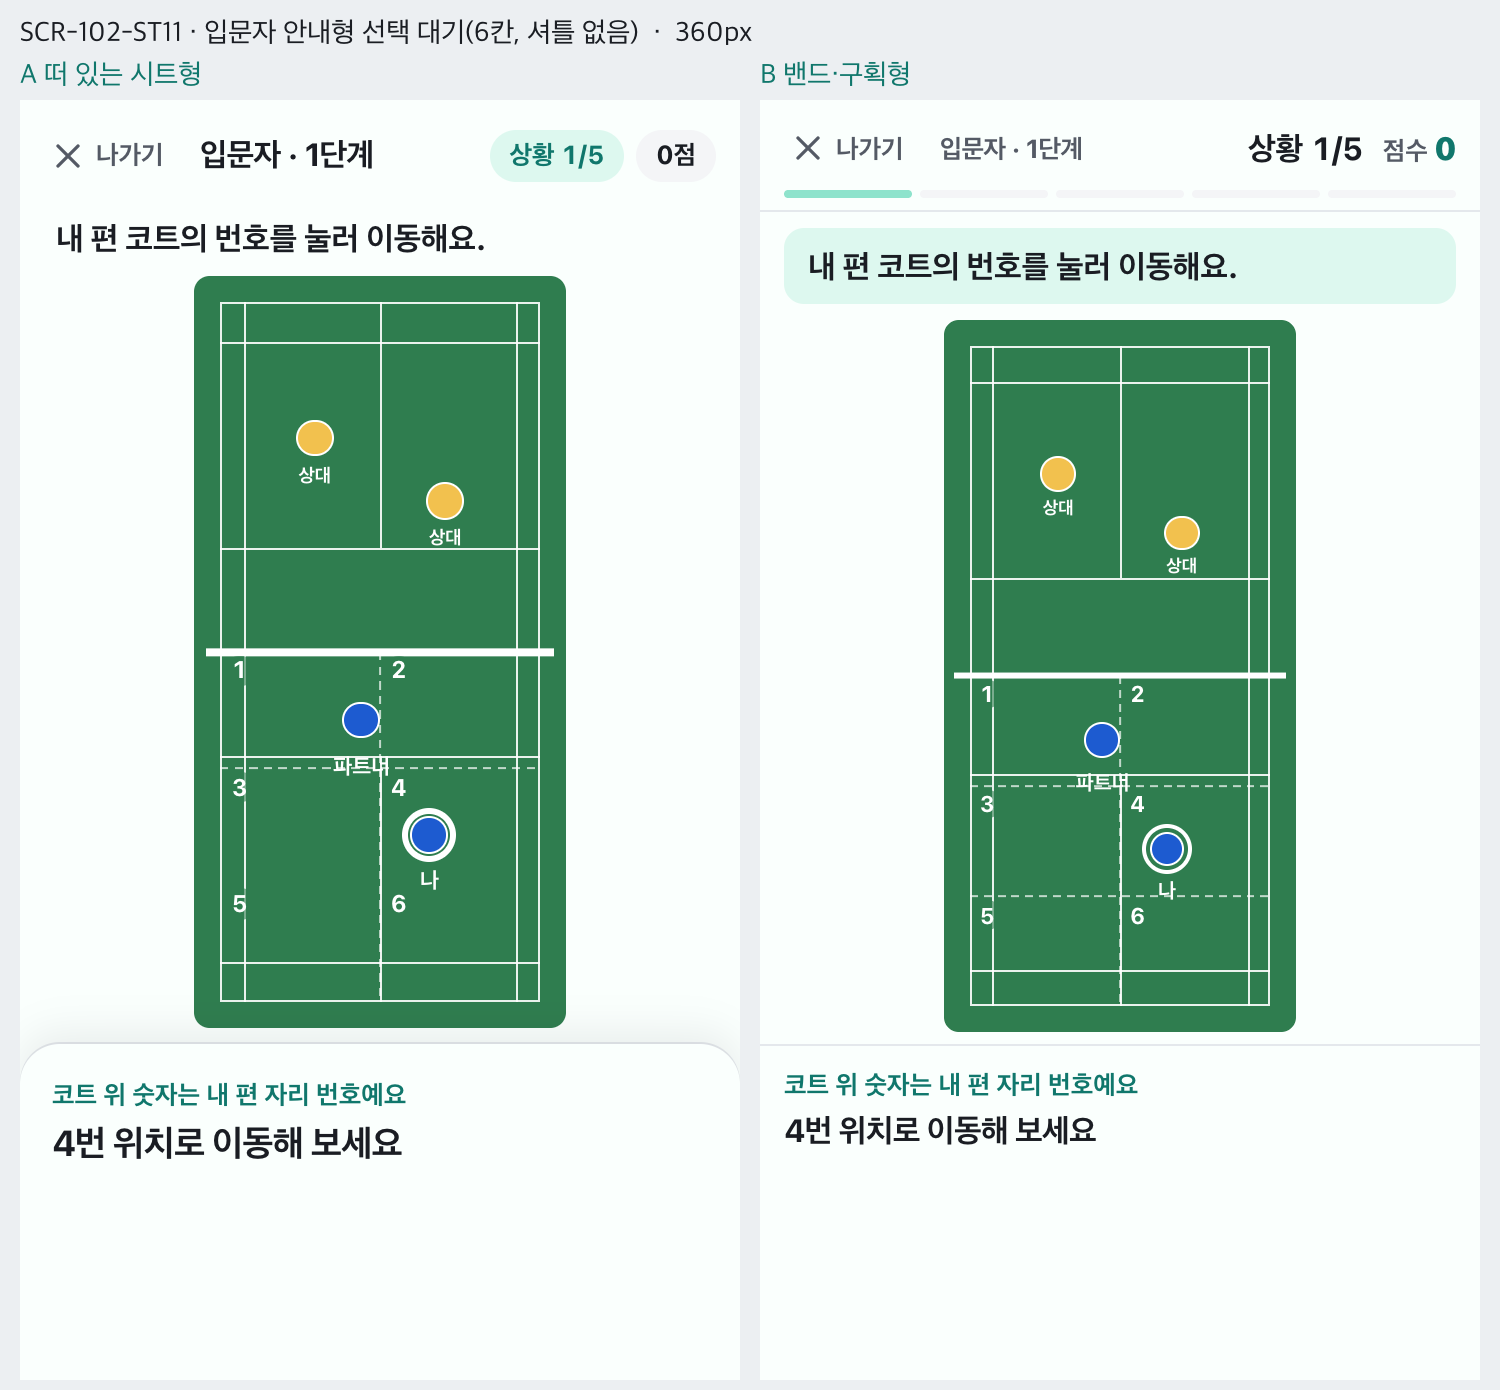 SCR-102-ST11 · 입문자 안내형 선택 대기(6칸, 셔틀 없음) · 360px
A 떠 있는 시트형
나가기 입문자 · 1단계 상황 1/5 0점
내 편 코트의 번호를 눌러 이동해요.
상대
상대
1 2
파트너
3 4
나
5 6
코트 위 숫자는 내 편 자리 번호예요
4번 위치로 이동해 보세요
B 밴드·구획형
나가기 입문자 · 1단계 상황 1/5 점수 0
내 편 코트의 번호를 눌러 이동해요.
상대
상대
1 2
파트너
3 4
나
5 6
코트 위 숫자는 내 편 자리 번호예요
4번 위치로 이동해 보세요